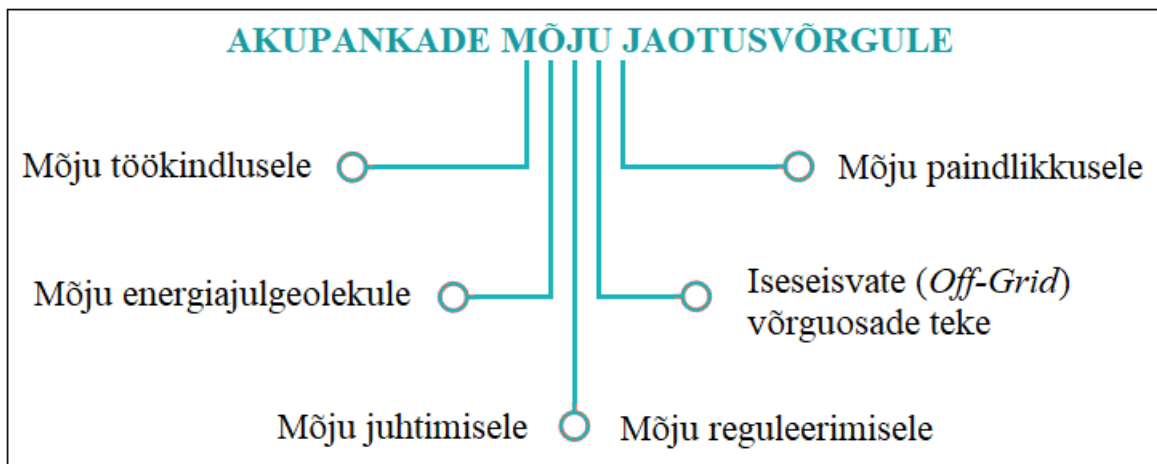 AKUPANKADE MÕJU JAOTUSVÕRGULE
Mõju töökindlusele
Mõju paindlikkusele
Mõju energiajulgeolekule
Iseseisvate (Off-Grid)
võrguosade teke
Mõju juhtimisele
Mõju reguleerimisele